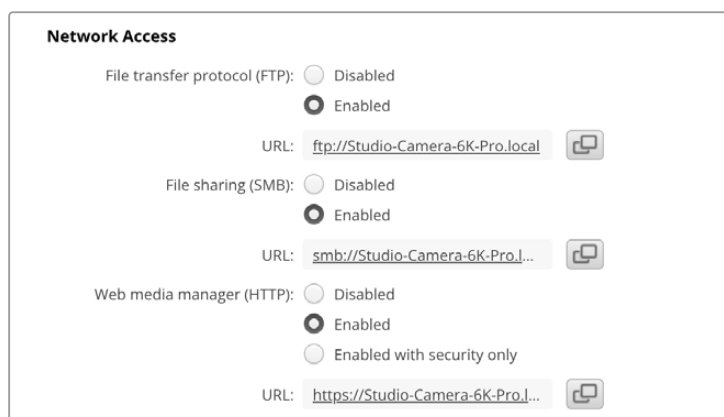 Network Access
File transfer protocol (FTP): Disabled
Enabled
URL: ftp://Studio-Camera-6K-Pro.local
File sharing (SMB): Disabled
Enabled
URL: smb://Studio-Camera-6K-Pro.l...
Web media manager (HTTP): Disabled
Enabled
Enabled with security only
URL: https://Studio-Camera-6K-Pro.l...